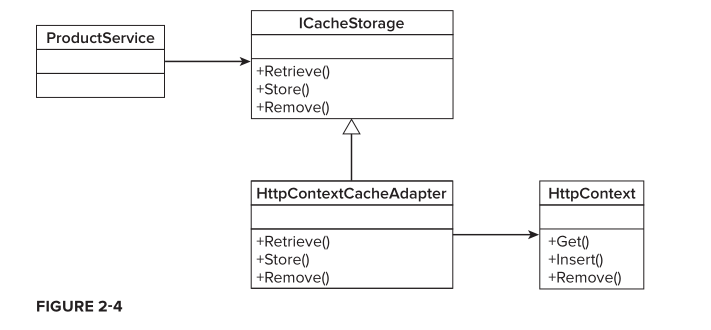 ProductService
ICacheStorage
+Retrieve()
+Store()
+Remove()
HttpContextCacheAdapter
+Retrieve()
+Store()
+Remove()
HttpContext
+Get()
+Insert()
+Remove()
FIGURE 2-4